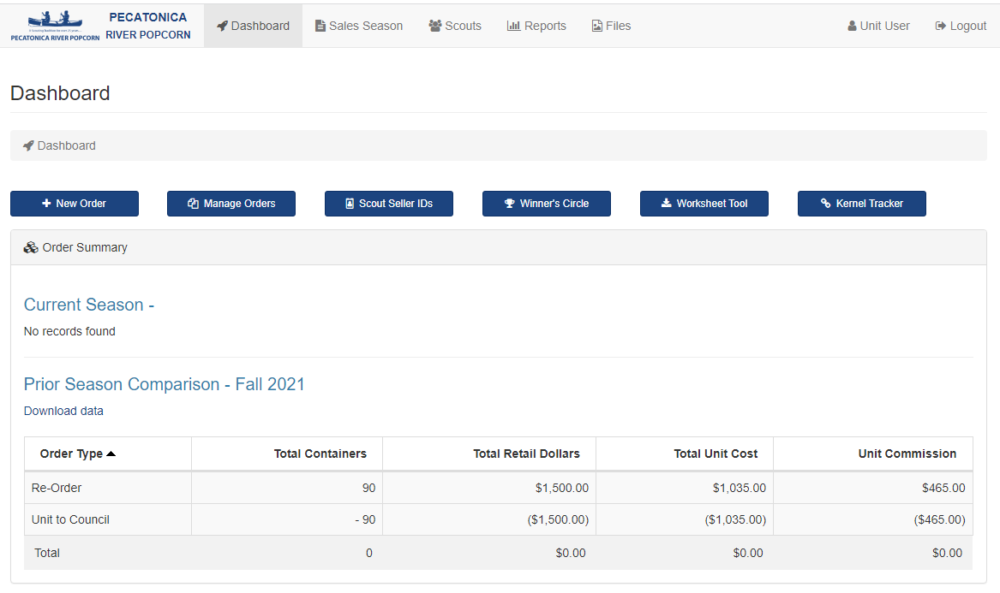 PECATONICA RIVER POPCORN
PECATONICA
RIVER POPCORN
Dashboard
Sales Season
Scouts
Reports
Files
Unit User
Logout
Dashboard
Dashboard
New Order
Manage Orders
Scout Seller IDs
Winner's Circle
Worksheet Tool
Kernel Tracker
Order Summary
Current Season -
No records found
Prior Season Comparison - Fall 2021
Download data
Order Type Total Containers Total Retail Dollars Total Unit Cost Unit Commission
Re-Order 90 $1,500.00 $1,035.00 $465.00
Unit to Council - 90 ($1,500.00) ($1,035.00) ($465.00)
Total 0 $0.00 $0.00 $0.00